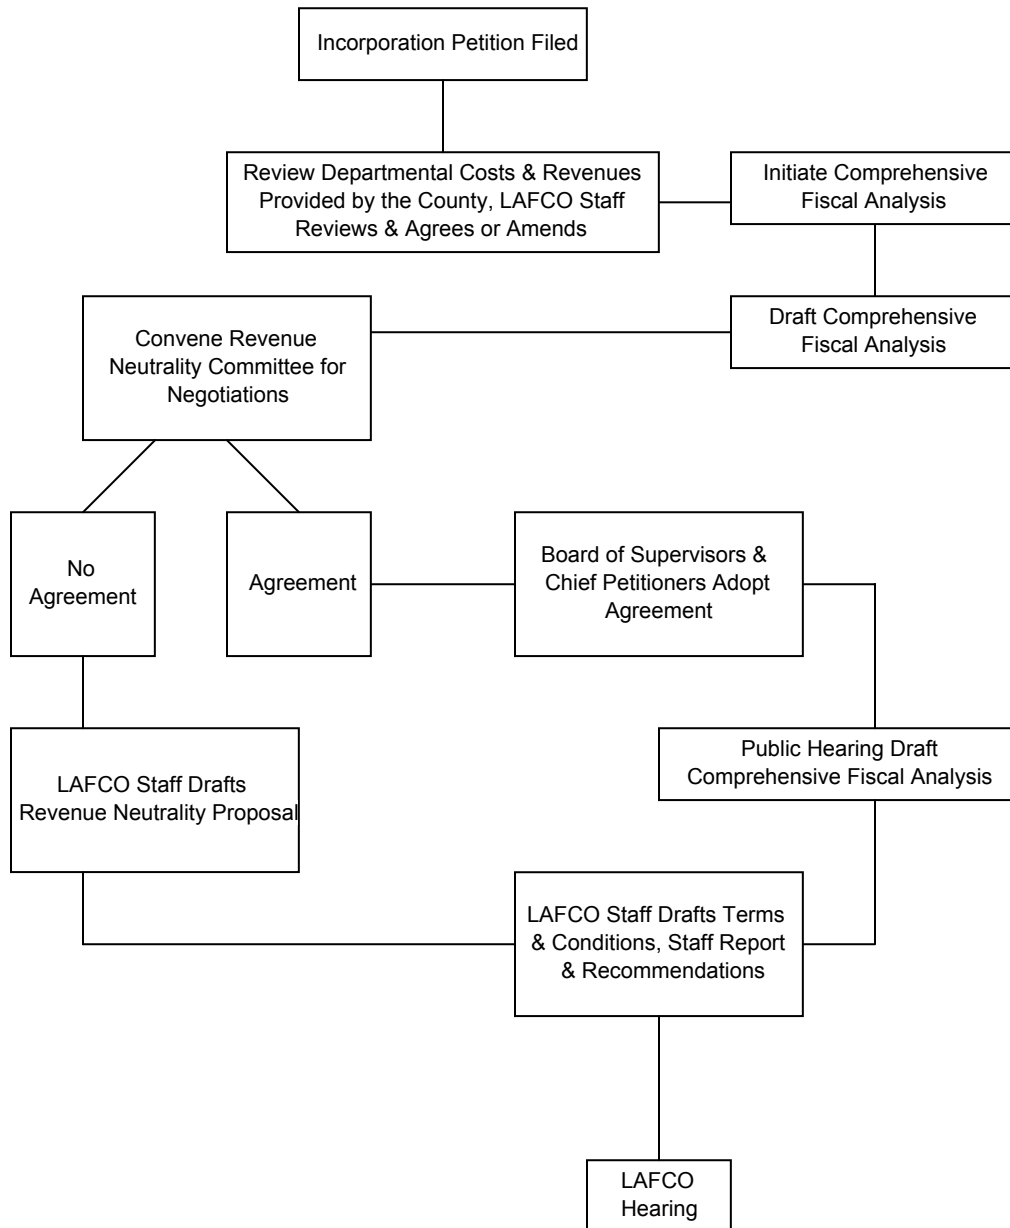 Incorporation Petition Filed
Review Departmental Costs & Revenues
Provided by the County, LAFCO Staff
Reviews & Agrees or Amends
Initiate Comprehensive
Fiscal Analysis
Draft Comprehensive
Fiscal Analysis
Convene Revenue
Neutrality Committee for
Negotiations
No
Agreement
Agreement
Board of Supervisors &
Chief Petitioners Adopt
Agreement
LAFCO Staff Drafts
Revenue Neutrality Proposal
Public Hearing Draft
Comprehensive Fiscal Analysis
LAFCO Staff Drafts Terms
& Conditions, Staff Report
& Recommendations
LAFCO
Hearing